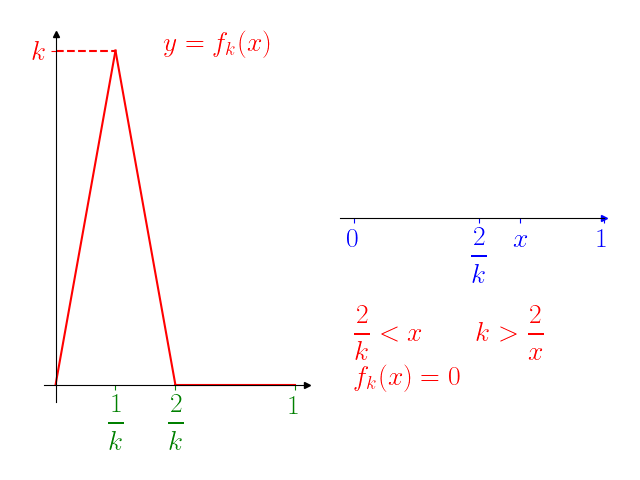 k
y = f_k(x)
1/k
2/k
1
0
2/k
x
1
2/k < x
k > 2/x
f_k(x) = 0